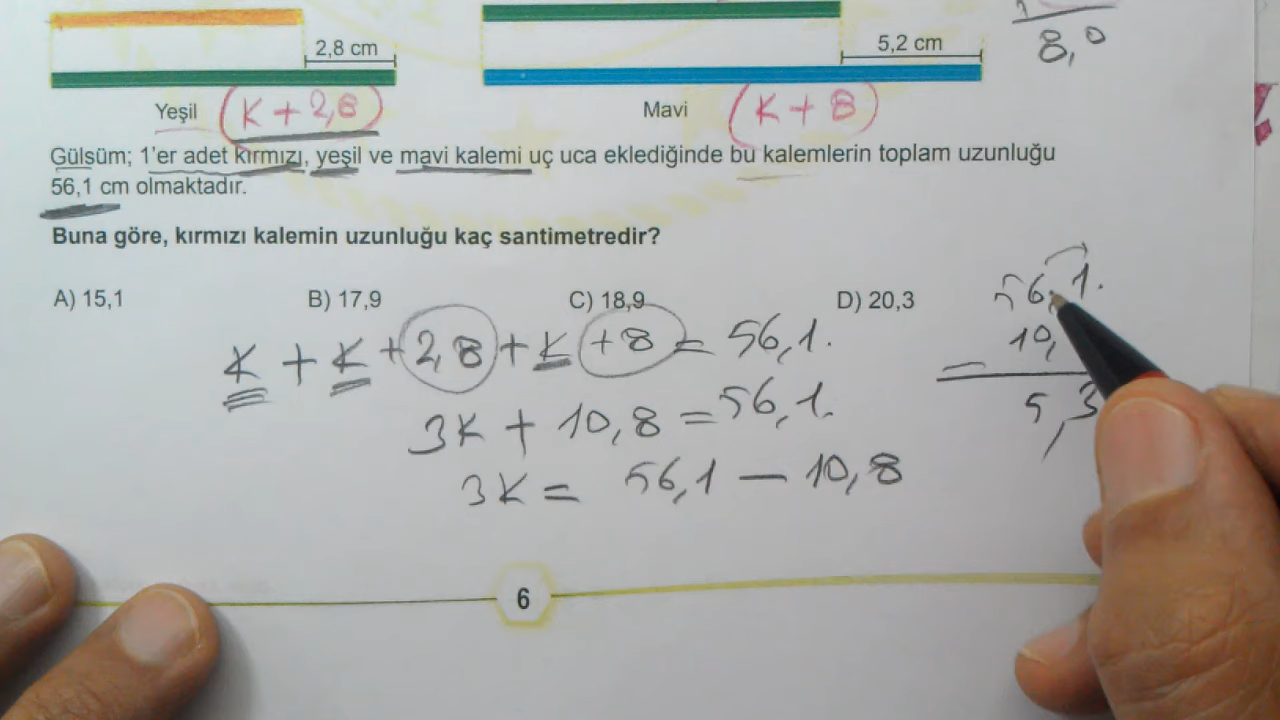 8,0
2,8 cm
5,2 cm
Yeşil K + 2,8
Mavi K + 8
Gülsüm; 1'er adet kırmızı, yeşil ve mavi kalemi uç uca eklediğinde bu kalemlerin toplam uzunluğu
56,1 cm olmaktadır.
Buna göre, kırmızı kalemin uzunluğu kaç santimetredir?
A) 15,1 B) 17,9 C) 18,9 D) 20,3
K + K + 2,8 + K + 8 = 56,1.
3K + 10,8 = 56,1.
3K = 56,1 – 10,8
56,1.
10,
–
5,3
6